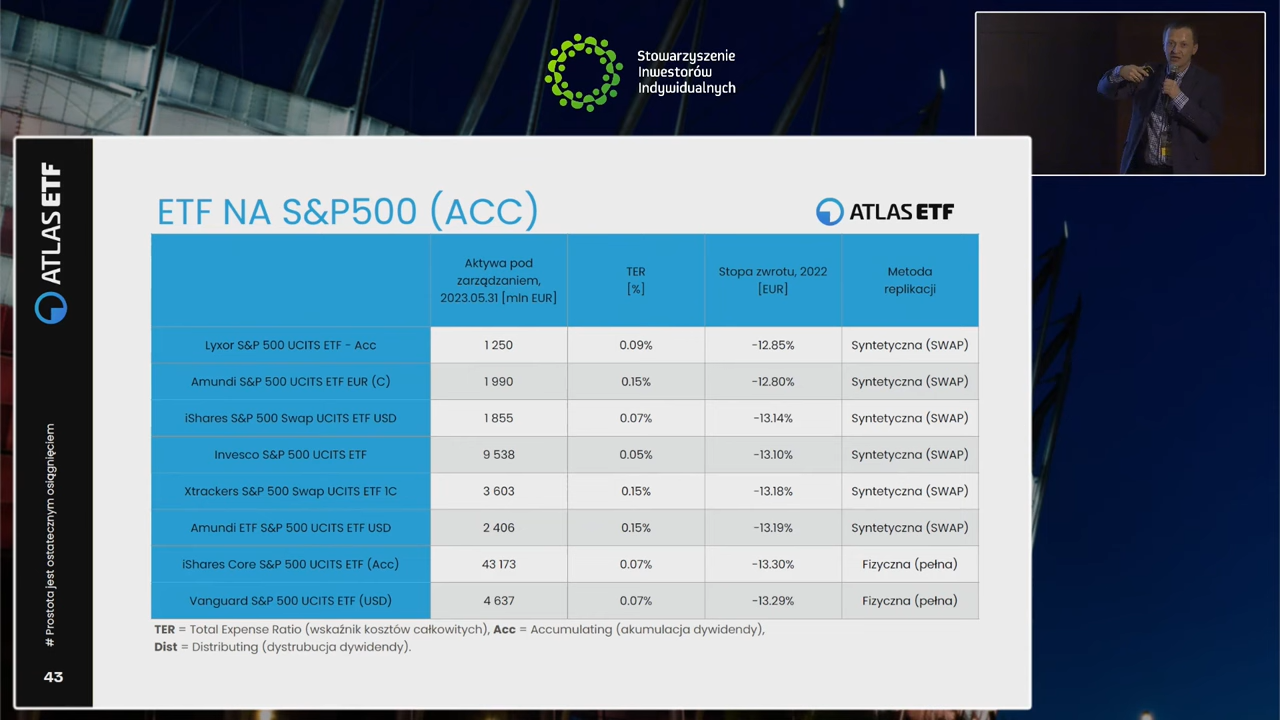 Stowarzyszenie
Inwestorów
Indywidualnych
ATLAS ETF
# Prostota jest ostatecznym osiągnięciem
43
ETF NA S&P500 (ACC)
ATLAS ETF
Aktywa pod zarządzaniem, 2023.05.31 [mln EUR] TER [%] Stopa zwrotu, 2022 [EUR] Metoda replikacji
Lyxor S&P 500 UCITS ETF - Acc 1 250 0.09% -12.85% Syntetyczna (SWAP)
Amundi S&P 500 UCITS ETF EUR (C) 1 990 0.15% -12.80% Syntetyczna (SWAP)
iShares S&P 500 Swap UCITS ETF USD 1 855 0.07% -13.14% Syntetyczna (SWAP)
Invesco S&P 500 UCITS ETF 9 538 0.05% -13.10% Syntetyczna (SWAP)
Xtrackers S&P 500 Swap UCITS ETF 1C 3 603 0.15% -13.18% Syntetyczna (SWAP)
Amundi ETF S&P 500 UCITS ETF USD 2 406 0.15% -13.19% Syntetyczna (SWAP)
iShares Core S&P 500 UCITS ETF (Acc) 43 173 0.07% -13.30% Fizyczna (pełna)
Vanguard S&P 500 UCITS ETF (USD) 4 637 0.07% -13.29% Fizyczna (pełna)
TER = Total Expense Ratio (wskaźnik kosztów całkowitych), Acc = Accumulating (akumulacja dywidendy),
Dist = Distributing (dystrubucja dywidendy).